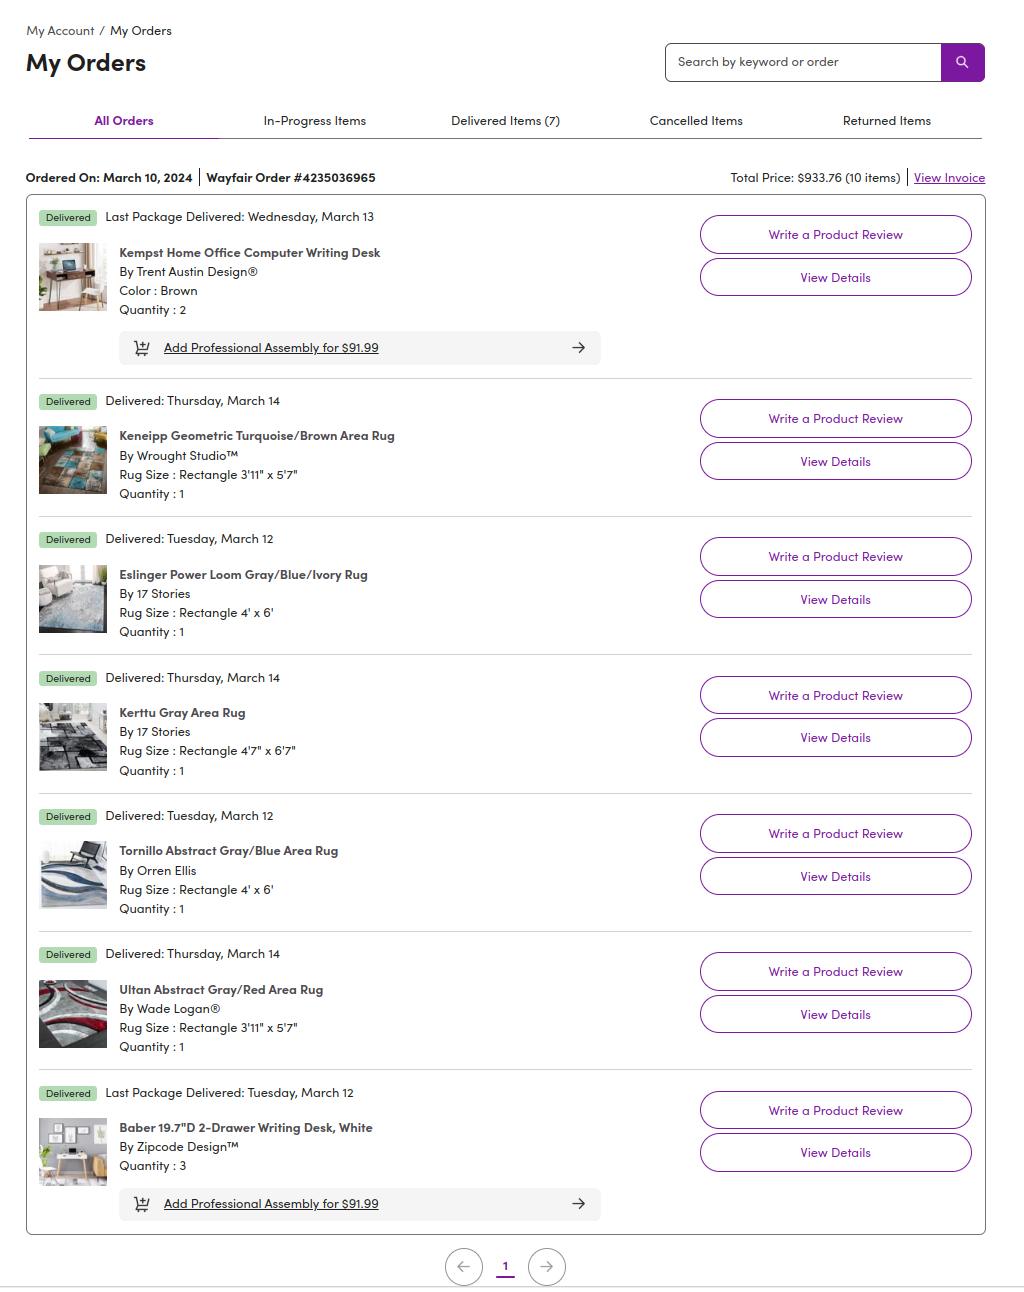 My Account / My Orders
My Orders
Search by keyword or order
All Orders
In-Progress Items
Delivered Items (7)
Cancelled Items
Returned Items
Ordered On: March 10, 2024 | Wayfair Order #4235036965
Total Price: $933.76 (10 items) | View Invoice
Delivered Last Package Delivered: Wednesday, March 13
Kempst Home Office Computer Writing Desk
By Trent Austin Design®
Color : Brown
Quantity : 2
Add Professional Assembly for $91.99
Write a Product Review
View Details
Delivered Delivered: Thursday, March 14
Keneipp Geometric Turquoise/Brown Area Rug
By Wrought Studio™
Rug Size : Rectangle 3'11" x 5'7"
Quantity : 1
Write a Product Review
View Details
Delivered Delivered: Tuesday, March 12
Eslinger Power Loom Gray/Blue/Ivory Rug
By 17 Stories
Rug Size : Rectangle 4' x 6'
Quantity : 1
Write a Product Review
View Details
Delivered Delivered: Thursday, March 14
Kerttu Gray Area Rug
By 17 Stories
Rug Size : Rectangle 4'7" x 6'7"
Quantity : 1
Write a Product Review
View Details
Delivered Delivered: Tuesday, March 12
Tornillo Abstract Gray/Blue Area Rug
By Orren Ellis
Rug Size : Rectangle 4' x 6'
Quantity : 1
Write a Product Review
View Details
Delivered Delivered: Thursday, March 14
Ultan Abstract Gray/Red Area Rug
By Wade Logan®
Rug Size : Rectangle 3'11" x 5'7"
Quantity : 1
Write a Product Review
View Details
Delivered Last Package Delivered: Tuesday, March 12
Baber 19.7"D 2-Drawer Writing Desk, White
By Zipcode Design™
Quantity : 3
Add Professional Assembly for $91.99
Write a Product Review
View Details
1